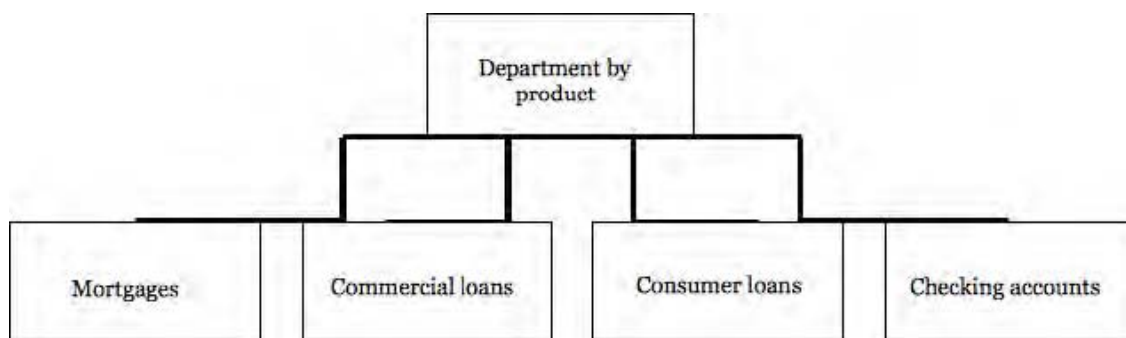 Department by
product
Mortgages
Commercial loans
Consumer loans
Checking accounts